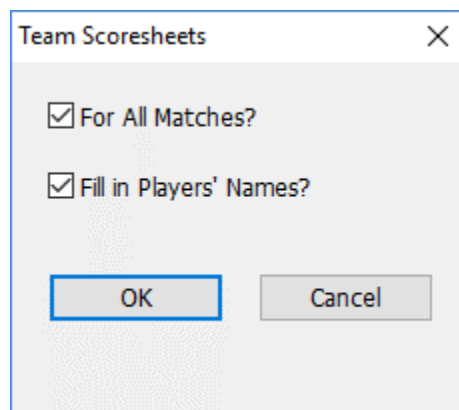 Team Scoresheets
For All Matches?
Fill in Players' Names?
OK
Cancel